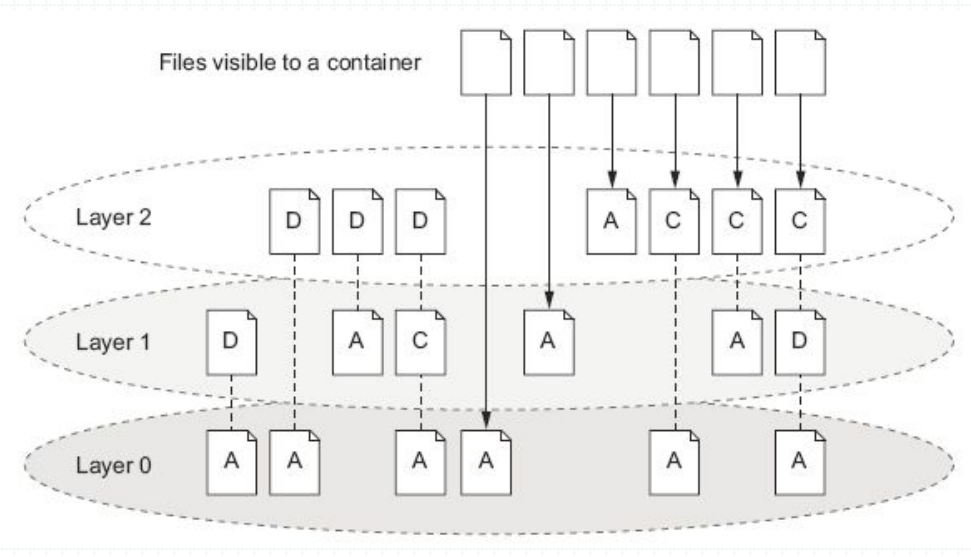 Files visible to a container
Layer 2 D D D A C C C
Layer 1 D A C A A D
Layer 0 A A A A A A